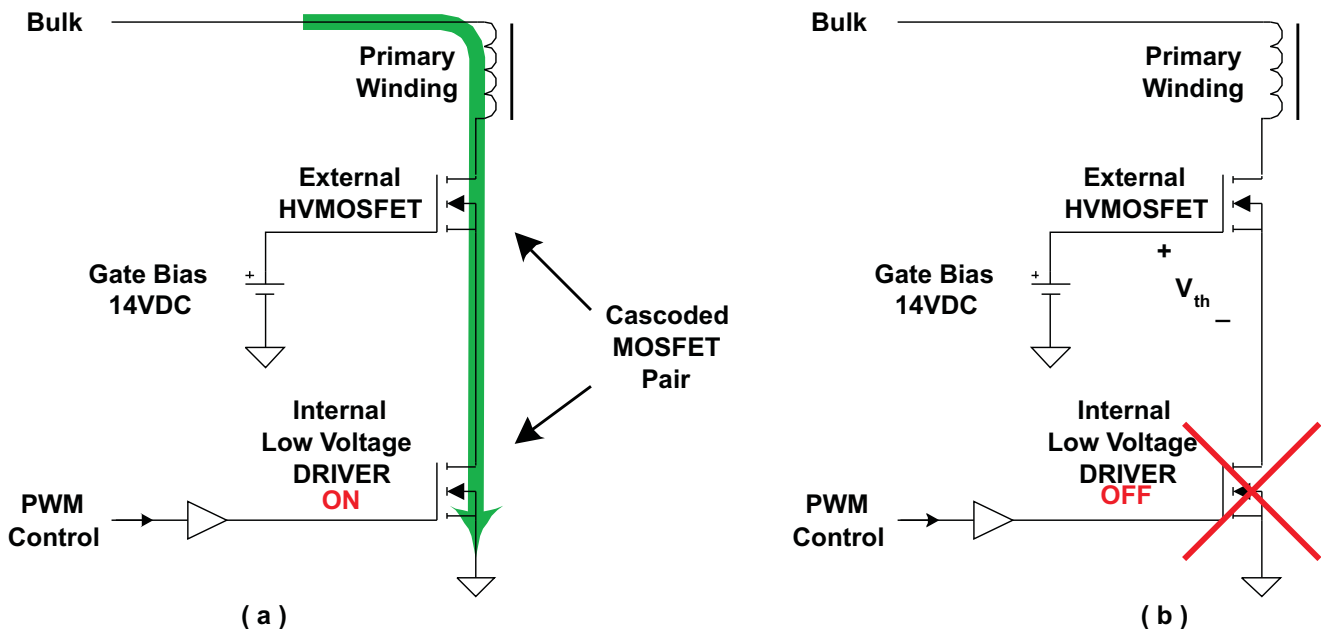 Bulk
Primary
Winding
External
HVMOSFET
+
Gate Bias
14VDC
Cascoded
MOSFET
Pair
Internal
Low Voltage
DRIVER
ON
PWM
Control
( a )
Bulk
Primary
Winding
External
HVMOSFET
+
Gate Bias
14VDC
+
Vth
–
Internal
Low Voltage
DRIVER
OFF
PWM
Control
( b )